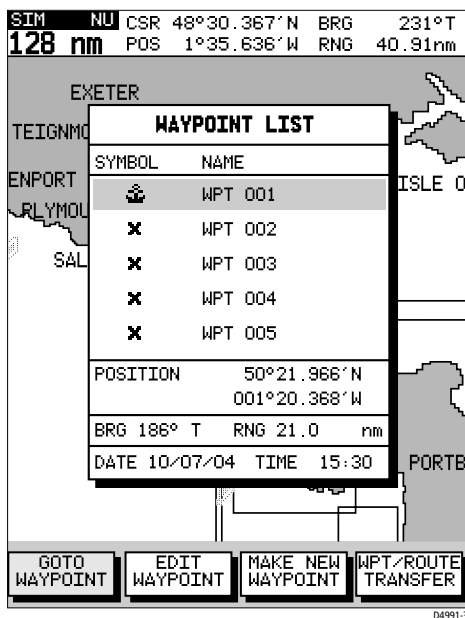 SIM NU CSR 48°30.367'N BRG 231°T
128 nm POS 1°35.636'W RNG 40.91nm
EXETER
TEIGNMO
ENPORT
PLYMOU
SAL
ISLE O
PORTB
WAYPOINT LIST
SYMBOL NAME
WPT 001
WPT 002
WPT 003
WPT 004
WPT 005
POSITION 50°21.966'N
001°20.368'W
BRG 186° T RNG 21.0 nm
DATE 10/07/04 TIME 15:30
GOTO WAYPOINT
EDIT WAYPOINT
MAKE NEW WAYPOINT
WPT/ROUTE TRANSFER